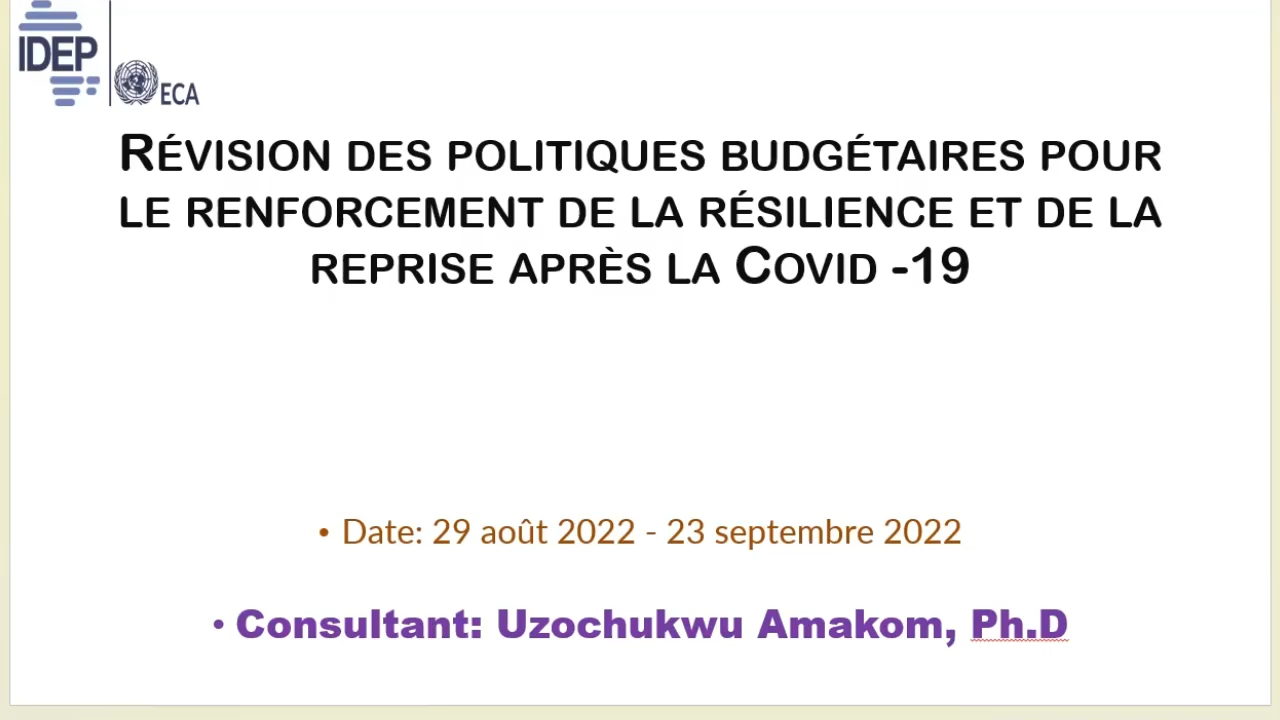 IDEP
ECA
RÉVISION DES POLITIQUES BUDGÉTAIRES POUR
LE RENFORCEMENT DE LA RÉSILIENCE ET DE LA
REPRISE APRÈS LA COVID -19
• Date: 29 août 2022 - 23 septembre 2022
• Consultant: Uzochukwu Amakom, Ph.D